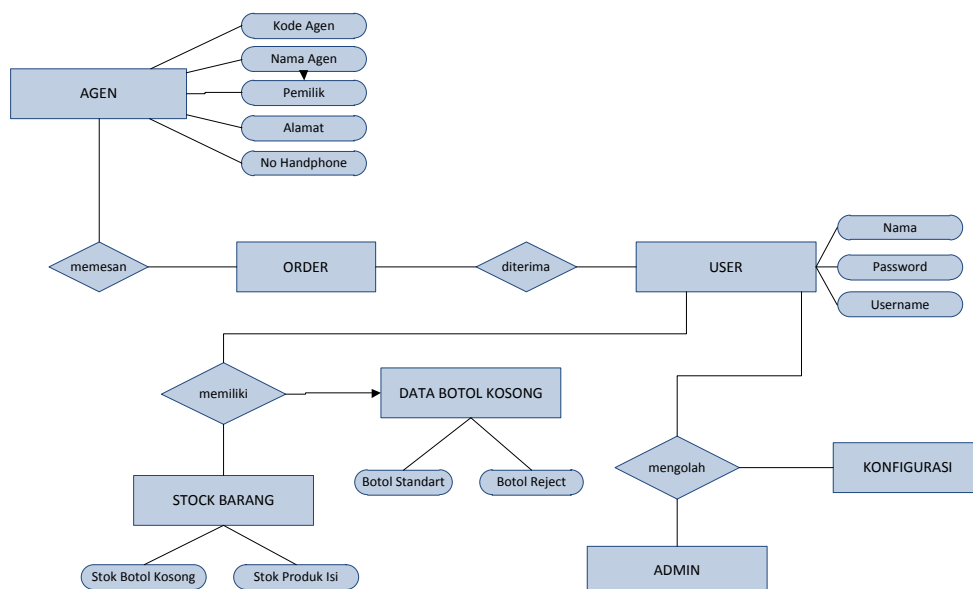 Kode Agen
Nama Agen
AGEN
Pemilik
Alamat
No Handphone
Nama
memesan
ORDER
diterima
USER
Password
Username
memiliki
DATA BOTOL KOSONG
mengolah
KONFIGURASI
Botol Standart
Botol Reject
STOCK BARANG
ADMIN
Stok Botol Kosong
Stok Produk Isi